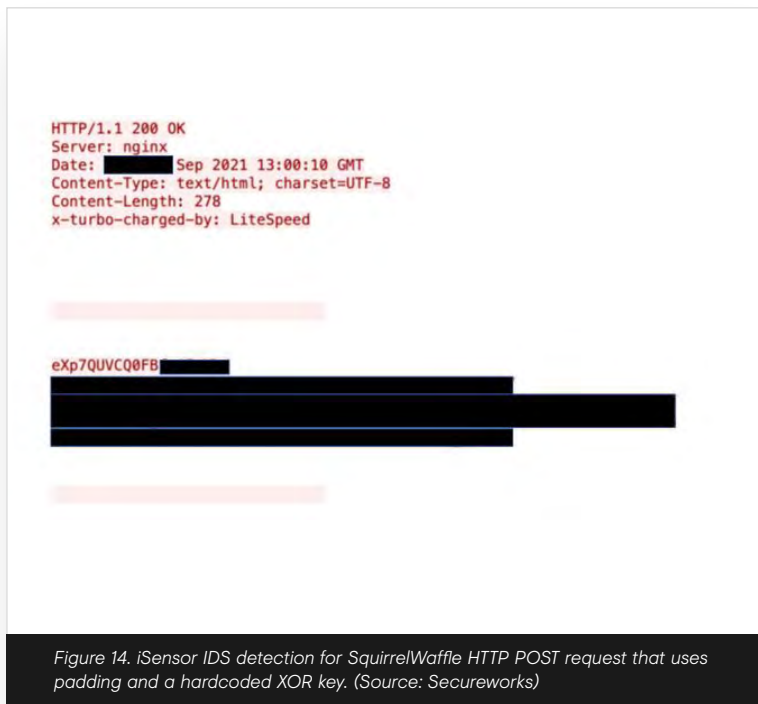 HTTP/1.1 200 OK
Server: nginx
Date: Sep 2021 13:00:10 GMT
Content-Type: text/html; charset=UTF-8
Content-Length: 278
x-turbo-charged-by: LiteSpeed
eXp7QUVCQ0FB
Figure 14. iSensor IDS detection for SquirrelWaffle HTTP POST request that uses
padding and a hardcoded XOR key. (Source: Secureworks)